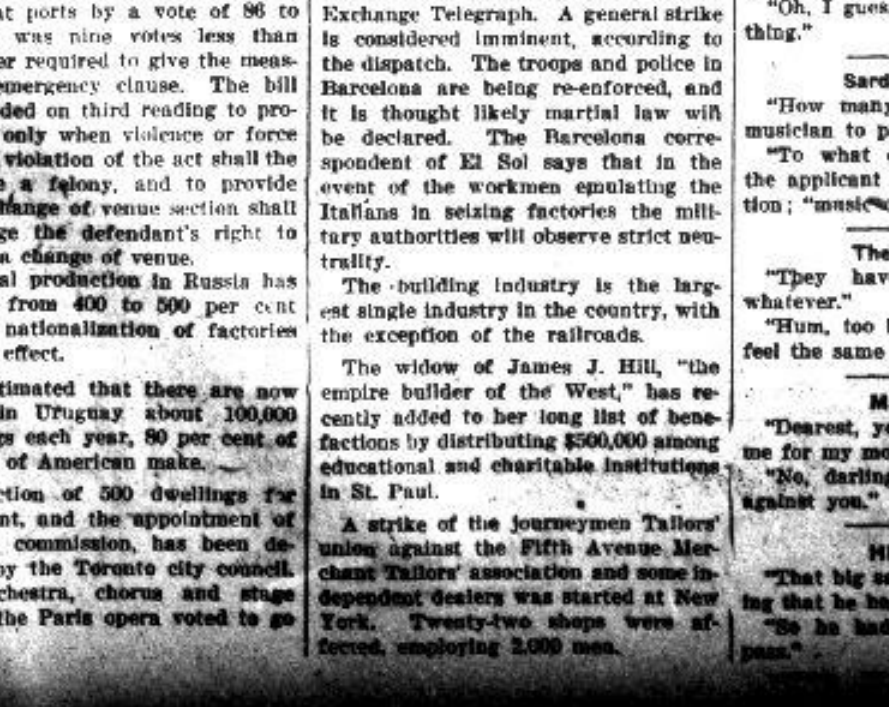 at ports by a vote of 86 to
was nine votes less than
er required to give the meas-
emergency clause. The bill
ded on third reading to pro-
only when violence or force
violation of the act shall the
e a felony, and to provide
hange of venue section shall
ge the defendant's right to
a change of venue.
al production in Russia has
from 400 to 500 per cent
nationalization of factories
effect.
timated that there are now
in Uruguay about 100,000
gs each year, 80 per cent of
of American make.
ction of 500 dwellings for
nt, and the appointment of
commission, has been de-
by the Toronto city council.
chestra, chorus and stage
the Paris opera voted to go
Exchange Telegraph. A general strike
is considered imminent, according to
the dispatch. The troops and police in
Barcelona are being re-enforced, and
it is thought likely martial law will
be declared. The Barcelona corre-
spondent of El Sol says that in the
event of the workmen emulating the
Italians in seizing factories the mili-
tary authorities will observe strict neu-
trality.
The building industry is the larg-
est single industry in the country, with
the exception of the railroads.
The widow of James J. Hill, "the
empire builder of the West," has re-
cently added to her long list of bene-
factions by distributing $500,000 among
educational and charitable institutions
in St. Paul.
A strike of the journeymen Tailors'
union against the Fifth Avenue Mer-
chant Tailors' association and some in-
dependent dealers was started at New
York. Twenty-two shops were af-
fected, employing 2,000 men.
"Oh, I gues
thing."
Sare
"How many
musician to p
"To what
the applicant
tion; "music
The
"They hav
whatever."
"Hum, too
feel the same
M
"Dearest, yo
me for my mo
"No, darling
against you."
H
"That big s
ing that he he
"So he had
pass."